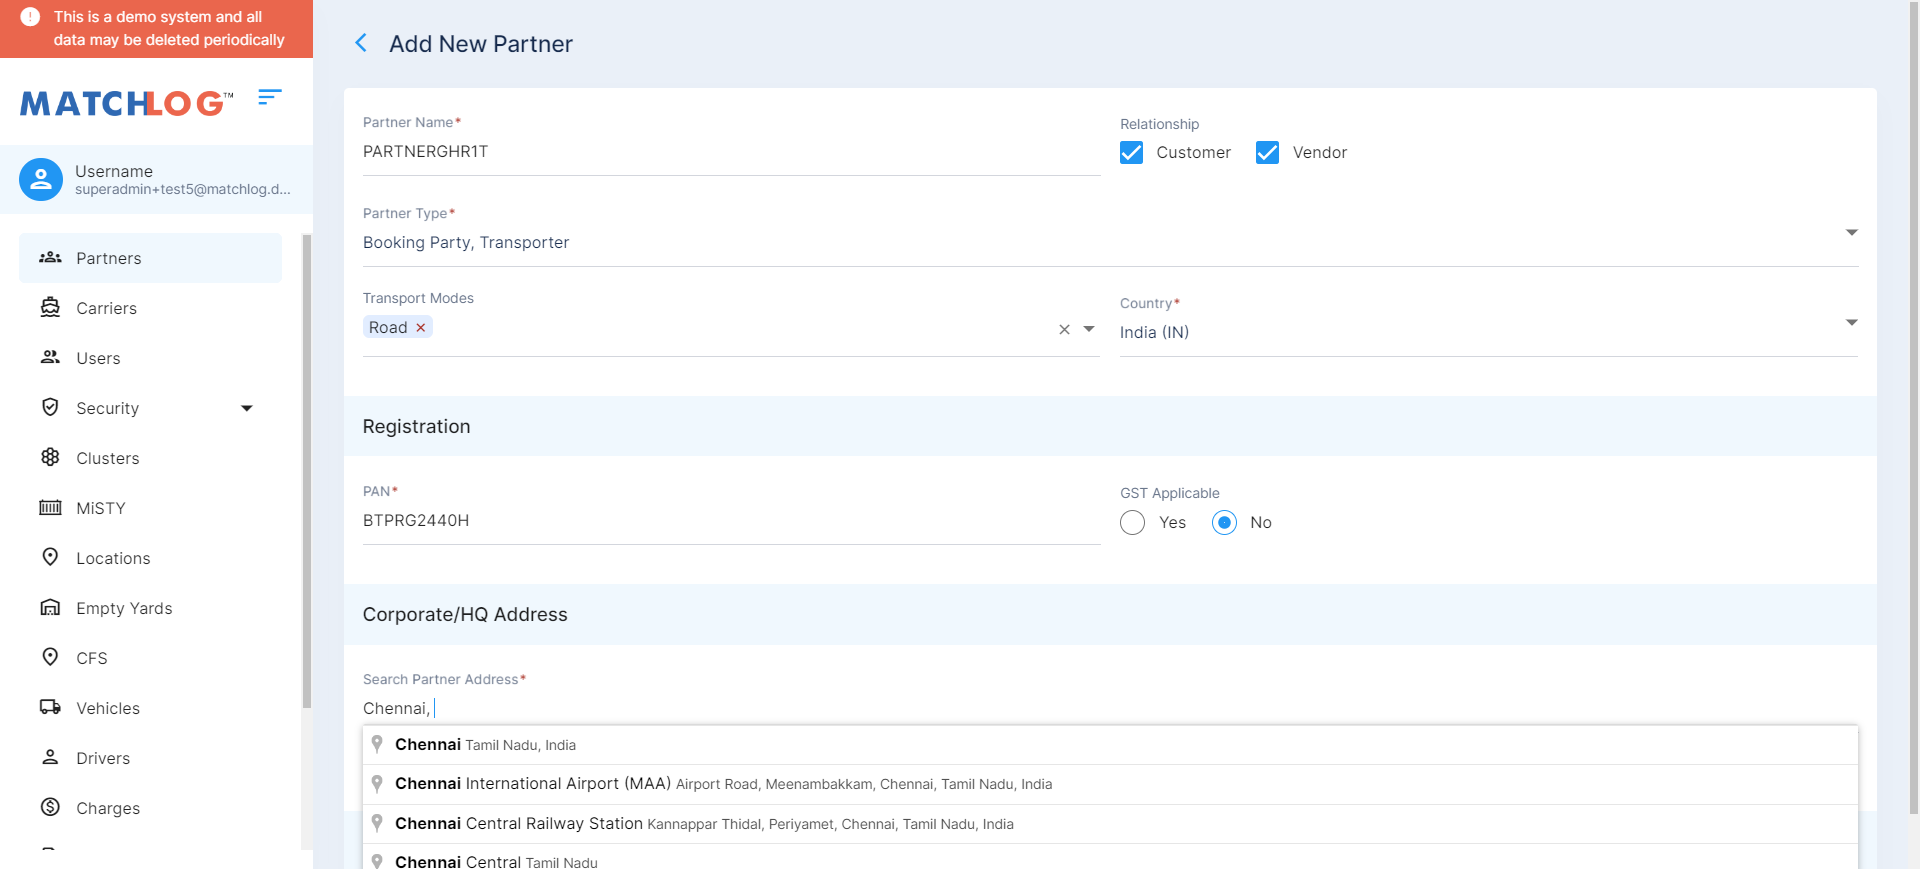 This is a demo system and all
data may be deleted periodically
MATCHLOG™
Username
superadmin+test5@matchlog.d...
Partners
Carriers
Users
Security
Clusters
MiSTY
Locations
Empty Yards
CFS
Vehicles
Drivers
Charges
Add New Partner
Partner Name*
PARTNERGHR1T
Relationship
Customer
Vendor
Partner Type*
Booking Party, Transporter
Transport Modes
Road
Country*
India (IN)
Registration
PAN*
BTPRG2440H
GST Applicable
Yes
No
Corporate/HQ Address
Search Partner Address*
Chennai,
Chennai Tamil Nadu, India
Chennai International Airport (MAA) Airport Road, Meenambakkam, Chennai, Tamil Nadu, India
Chennai Central Railway Station Kannappar Thidal, Periyamet, Chennai, Tamil Nadu, India
Chennai Central Tamil Nadu